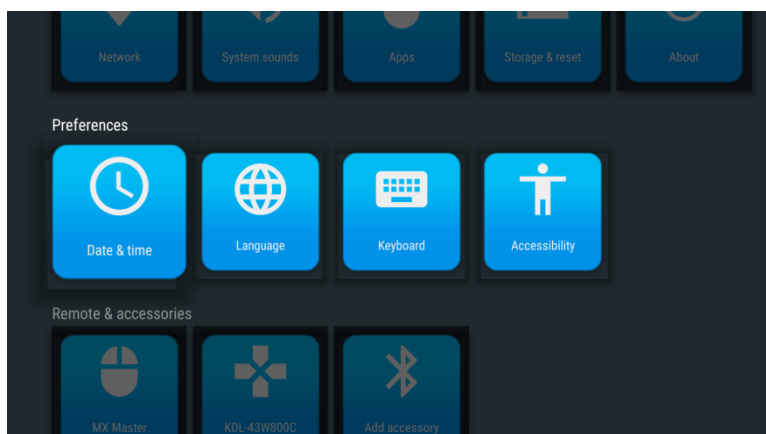 Network
System sounds
Apps
Storage & reset
About
Preferences
Date & time
Language
Keyboard
Accessibility
Remote & accessories
MX Master
KDL-43W800C
Add accessory